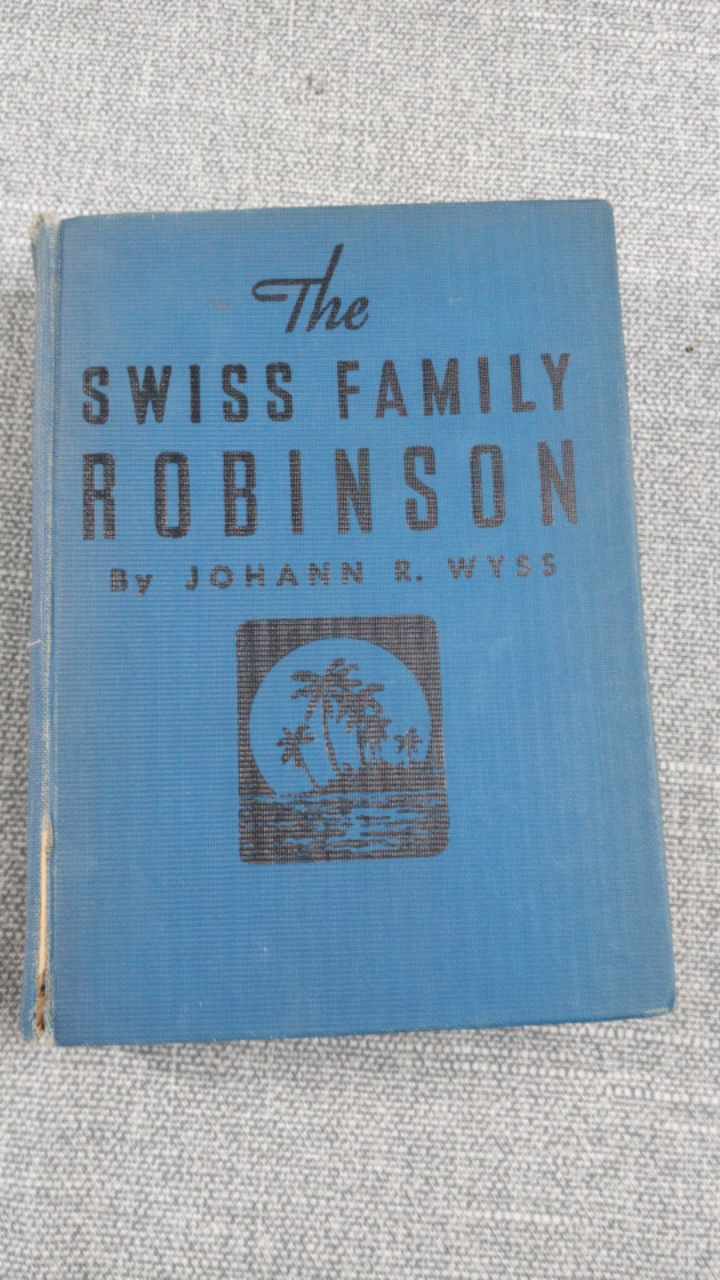 The
SWISS FAMILY
ROBINSON
By JOHANN R. WYSS